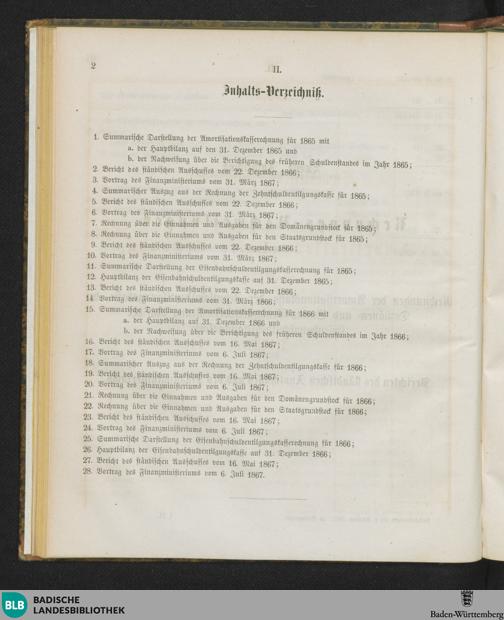 2
II.
Inhalts-Verzeichniß.
1. Summarische Darstellung der Amortisationskasserechnung für 1865 mit
a. der Hauptbilanz auf den 31. Dezember 1865 und
b. der Nachweisung über die Berichtigung des früheren Schuldenstandes im Jahr 1865;
2. Bericht des ständischen Ausschusses vom 22. Dezember 1866;
3. Vortrag des Finanzministeriums vom 31. März 1867;
4. Summarischer Auszug aus der Rechnung der Zehntschuldentilgungskasse für 1865;
5. Bericht des ständischen Ausschusses vom 22. Dezember 1866;
6. Vortrag des Finanzministeriums vom 31. März 1867;
7. Rechnung über die Einnahmen und Ausgaben für den Domänengrundstock für 1865;
8. Rechnung über die Einnahmen und Ausgaben für den Staatsgrundstock für 1865;
9. Bericht des ständischen Ausschusses vom 22. Dezember 1866;
10. Vortrag des Finanzministeriums vom 31. März 1867;
11. Summarische Darstellung der Eisenbahnschuldentilgungskasserechnung für 1865;
12. Hauptbilanz der Eisenbahnschuldentilgungskasse auf 31. Dezember 1865;
13. Bericht des ständischen Ausschusses vom 22. Dezember 1866;
14. Vortrag des Finanzministeriums vom 31. März 1866;
15. Summarische Darstellung der Amortisationskasserechnung für 1866 mit
a. der Hauptbilanz auf 31. Dezember 1866 und
b. der Nachweisung über die Berichtigung des früheren Schuldenstandes im Jahr 1866;
16. Bericht des ständischen Ausschusses vom 16. Mai 1867;
17. Vortrag des Finanzministeriums vom 6. Juli 1867;
18. Summarischer Auszug aus der Rechnung der Zehntschuldentilgungskasse für 1866;
19. Bericht des ständischen Ausschusses vom 16. Mai 1867;
20. Vortrag des Finanzministeriums vom 6. Juli 1867;
21. Rechnung über die Einnahmen und Ausgaben für den Domänengrundstock für 1866;
22. Rechnung über die Einnahmen und Ausgaben für den Staatsgrundstock für 1866;
23. Bericht des ständischen Ausschusses vom 16. Mai 1867;
24. Vortrag des Finanzministeriums vom 6. Juli 1867;
25. Summarische Darstellung der Eisenbahnschuldentilgungskasserechnung für 1866;
26. Hauptbilanz der Eisenbahnschuldentilgungskasse auf 31. Dezember 1866;
27. Bericht des ständischen Ausschusses vom 16. Mai 1867;
28. Vortrag des Finanzministeriums vom 6. Juli 1867.
BLB BADISCHE
LANDESBIBLIOTHEK
Baden-Württemberg